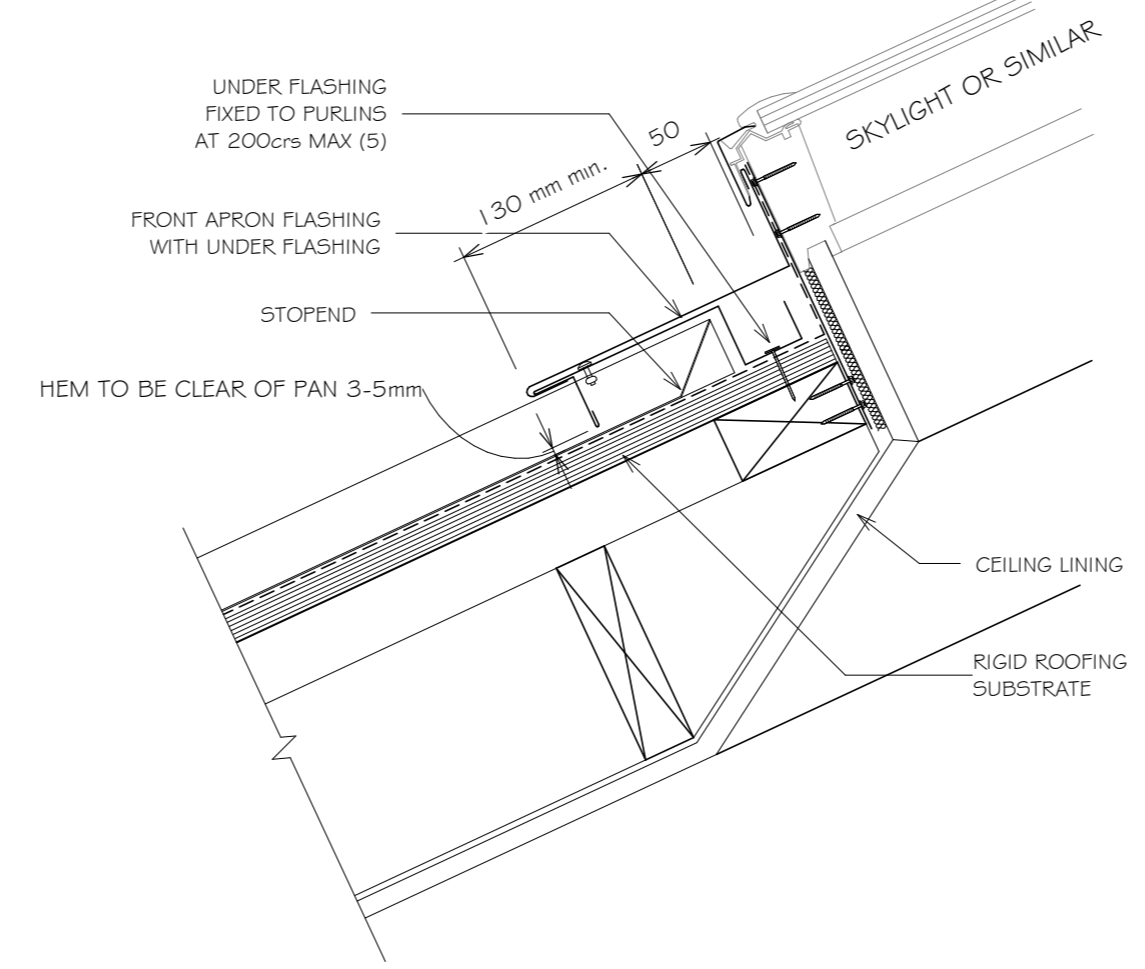 UNDER FLASHING
FIXED TO PURLINS
AT 200crs MAX (5)
50
SKYLIGHT OR SIMILAR
130 mm min.
FRONT APRON FLASHING
WITH UNDER FLASHING
STOPEND
HEM TO BE CLEAR OF PAN 3-5mm
CEILING LINING
RIGID ROOFING
SUBSTRATE